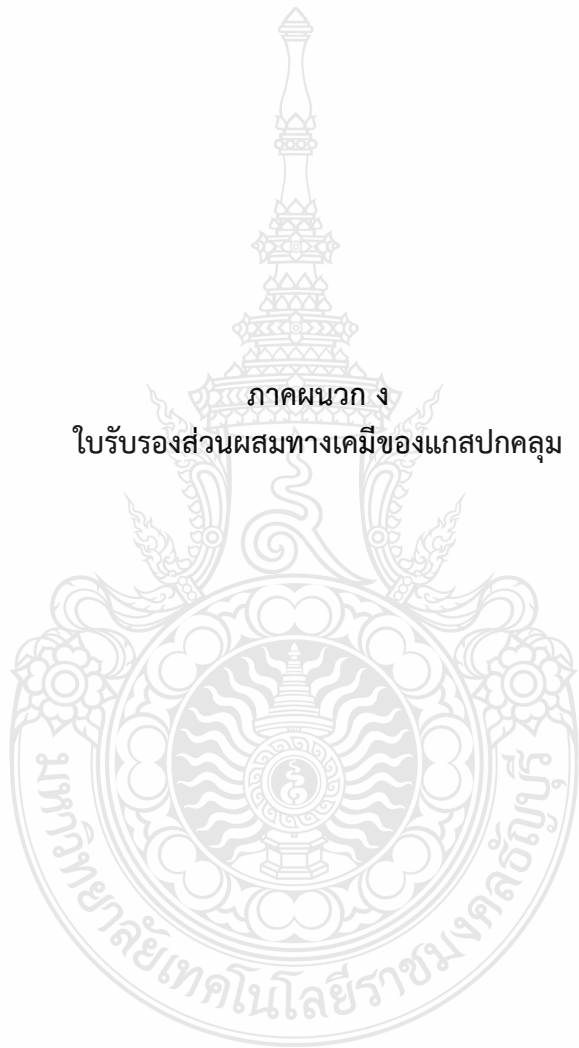 ภาคผนวก ง
ใบรับรองส่วนผสมทางเคมีของแกสปกคลุม
มหาวิทยาลัยเทคโนโลยีราชมงคลธัญบุรี